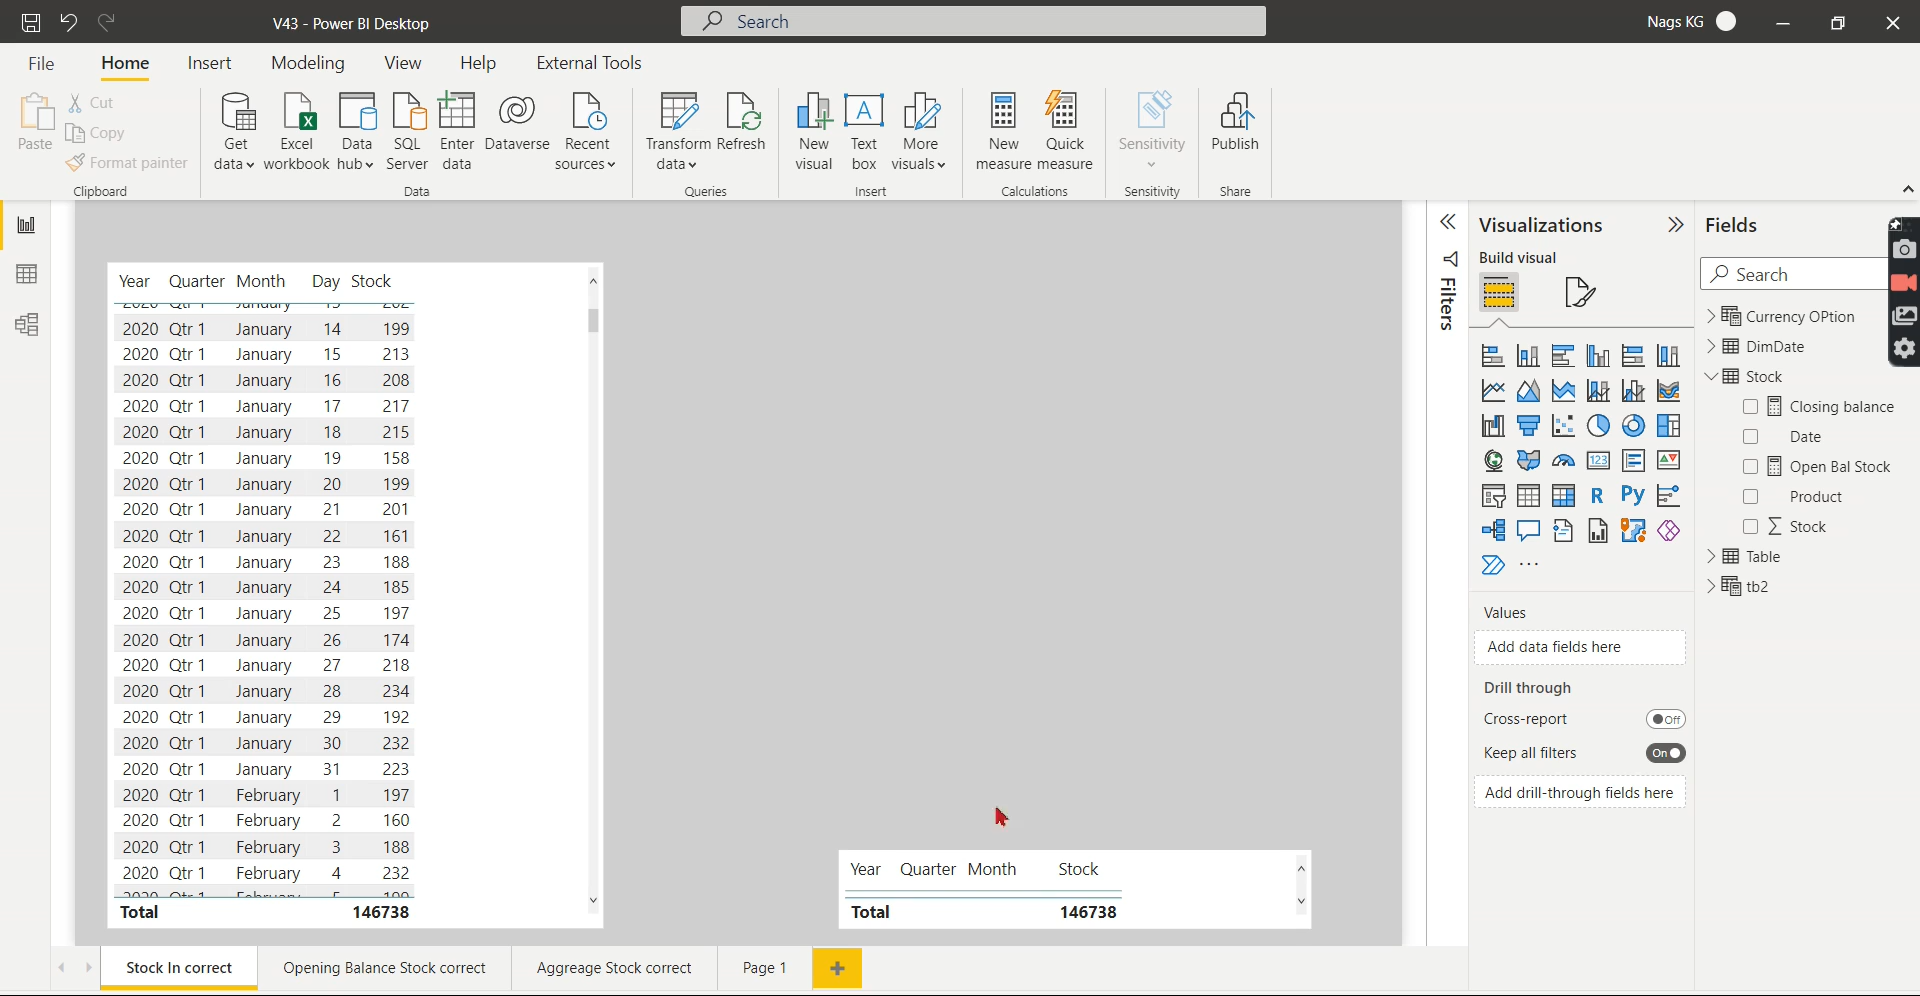 V43 - Power BI Desktop
Search
Nags KG
File Home Insert Modeling View Help External Tools
Paste
Cut
Copy
Format painter
Clipboard
Get data
Excel workbook
Data hub
SQL Server
Enter data
Dataverse
Recent sources
Data
Transform data
Refresh
Queries
New visual
Text box
More visuals
Insert
New measure
Quick measure
Calculations
Sensitivity
Sensitivity
Publish
Share
Year Quarter Month Day Stock
2020 Qtr 1 January 14 199
2020 Qtr 1 January 15 213
2020 Qtr 1 January 16 208
2020 Qtr 1 January 17 217
2020 Qtr 1 January 18 215
2020 Qtr 1 January 19 158
2020 Qtr 1 January 20 199
2020 Qtr 1 January 21 201
2020 Qtr 1 January 22 161
2020 Qtr 1 January 23 188
2020 Qtr 1 January 24 185
2020 Qtr 1 January 25 197
2020 Qtr 1 January 26 174
2020 Qtr 1 January 27 218
2020 Qtr 1 January 28 234
2020 Qtr 1 January 29 192
2020 Qtr 1 January 30 232
2020 Qtr 1 January 31 223
2020 Qtr 1 February 1 197
2020 Qtr 1 February 2 160
2020 Qtr 1 February 3 188
2020 Qtr 1 February 4 232
Total 146738
Year Quarter Month Stock
Total 146738
Filters
Visualizations
Build visual
123
R
Py
Values
Add data fields here
Drill through
Cross-report
Off
Keep all filters
On
Add drill-through fields here
Fields
Search
Currency OPtion
DimDate
Stock
Closing balance
Date
Open Bal Stock
Product
Stock
Table
tb2
Stock In correct
Opening Balance Stock correct
Aggreage Stock correct
Page 1